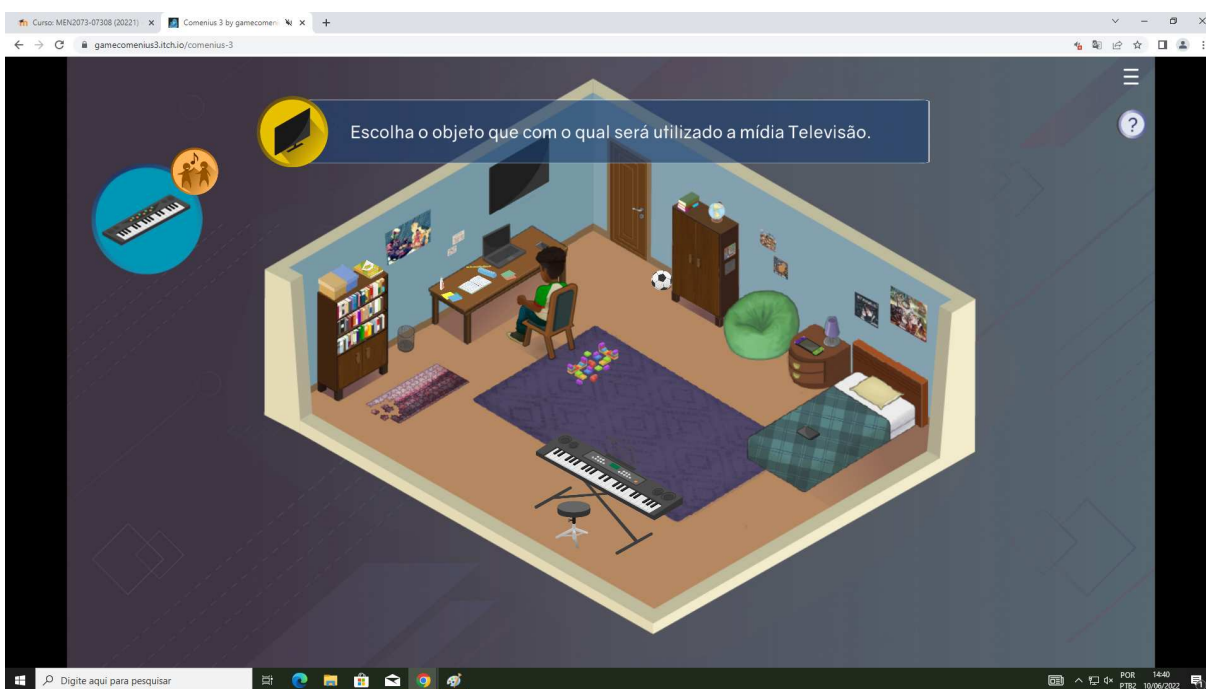 Curso: MEN2073-07308 (20221)
Comenius 3 by gamecomen
gamecomenius3.itch.io/comenius-3
Escolha o objeto que com o qual será utilizado a mídia Televisão.
?
Digite aqui para pesquisar
POR
PTB2
14:40
10/06/2022